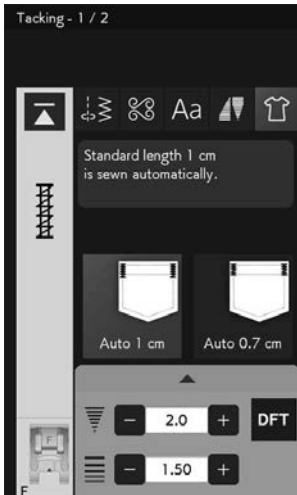 Tacking - 1 / 2
Aa
Standard length 1 cm
is sewn automatically.
Auto 1 cm
Auto 0.7 cm
− 2.0 + DFT
− 1.50 +
F
F